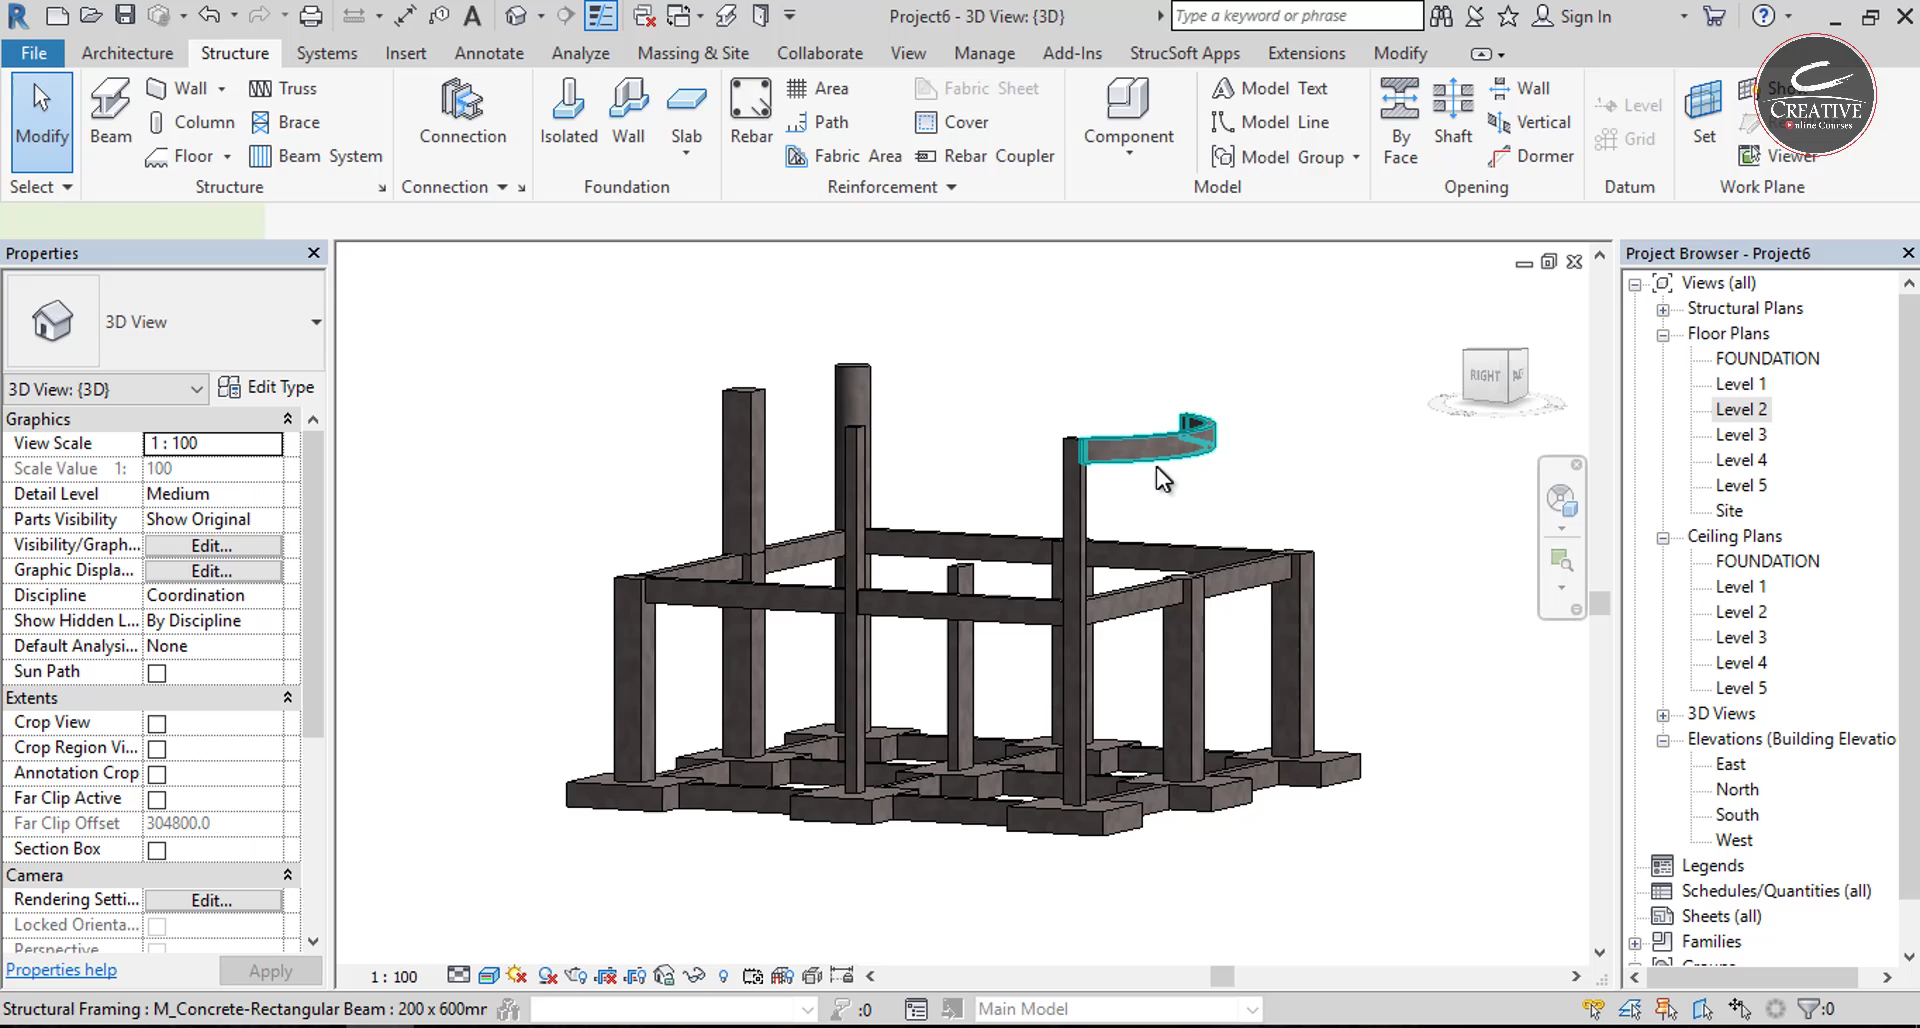 Project6 - 3D View: {3D}
Type a keyword or phrase
Sign In
File
Architecture
Structure
Systems
Insert
Annotate
Analyze
Massing & Site
Collaborate
View
Manage
Add-Ins
StrucSoft Apps
Extensions
Modify
Modify
Beam
Wall
Column
Floor
Truss
Brace
Beam System
Connection
Isolated
Wall
Slab
Rebar
Area
Path
Fabric Area
Fabric Sheet
Cover
Rebar Coupler
Component
Model Text
Model Line
Model Group
By
Face
Shaft
Wall
Vertical
Dormer
Level
Grid
Set
Viewer
CREATIVE
Online Courses
Select
Structure
Connection
Foundation
Reinforcement
Model
Opening
Datum
Work Plane
Properties
3D View
3D View: {3D}
Edit Type
Graphics
View Scale
1 : 100
Scale Value 1:
100
Detail Level
Medium
Parts Visibility
Show Original
Visibility/Graph...
Edit...
Graphic Displa...
Edit...
Discipline
Coordination
Show Hidden L...
By Discipline
Default Analysi...
None
Sun Path
Extents
Crop View
Crop Region Vi...
Annotation Crop
Far Clip Active
Far Clip Offset
304800.0
Section Box
Camera
Rendering Setti...
Edit...
Locked Orienta...
Perspective
Properties help
Apply
RIGHT
Project Browser - Project6
Views (all)
Structural Plans
Floor Plans
FOUNDATION
Level 1
Level 2
Level 3
Level 4
Level 5
Site
Ceiling Plans
FOUNDATION
Level 1
Level 2
Level 3
Level 4
Level 5
3D Views
Elevations (Building Elevatio
East
North
South
West
Legends
Schedules/Quantities (all)
Sheets (all)
Families
1 : 100
Structural Framing : M_Concrete-Rectangular Beam : 200 x 600mr
:0
Main Model
:0